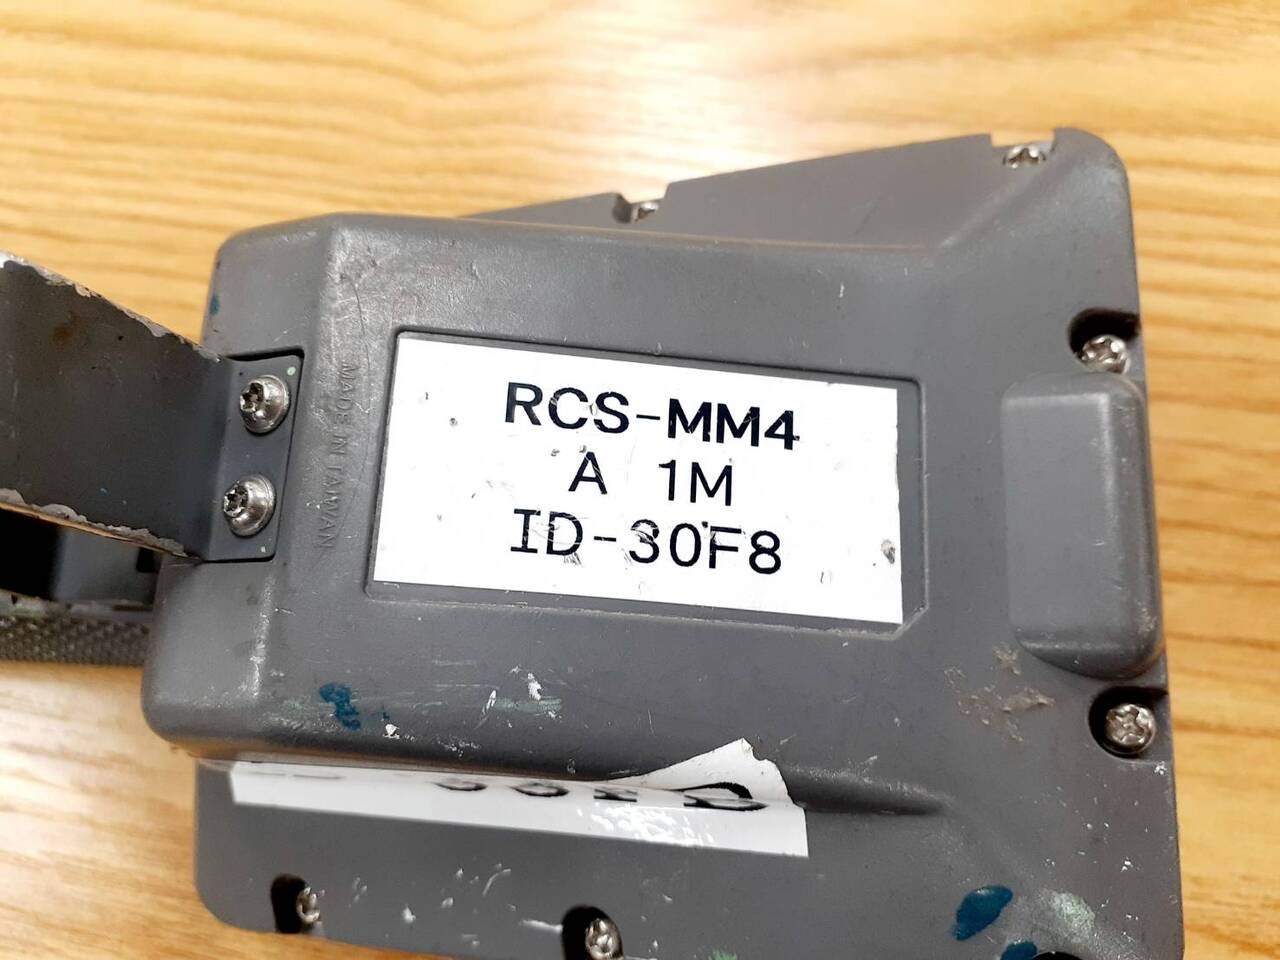 MADE IN TAIWAN
RCS-MM4
A 1M
ID-30F8